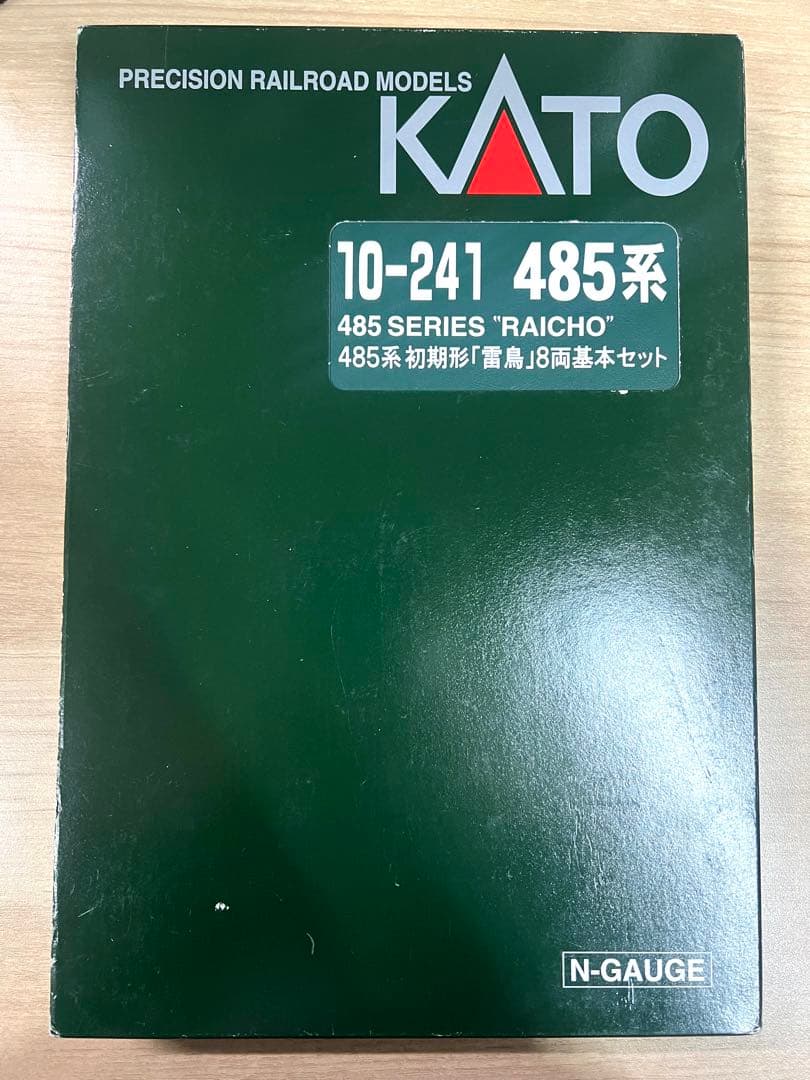 PRECISION RAILROAD MODELS
KATO
10-241 485系
485 SERIES "RAICHO"
485系初期形「雷鳥」8両基本セット
N-GAUGE